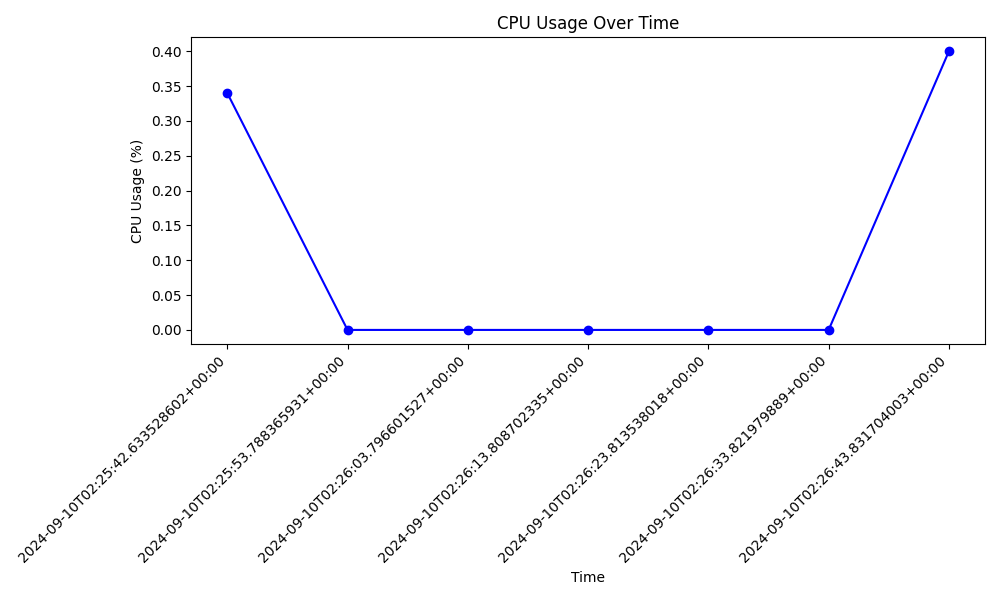 CPU Usage Over Time
CPU Usage (%)
0.40
0.35
0.30
0.25
0.20
0.15
0.10
0.05
0.00
2024-09-10T02:25:42.633528602+00:00
2024-09-10T02:25:53.788365931+00:00
2024-09-10T02:26:03.796601527+00:00
2024-09-10T02:26:13.808702335+00:00
2024-09-10T02:26:23.813538018+00:00
2024-09-10T02:26:33.821979889+00:00
2024-09-10T02:26:43.831704003+00:00
Time